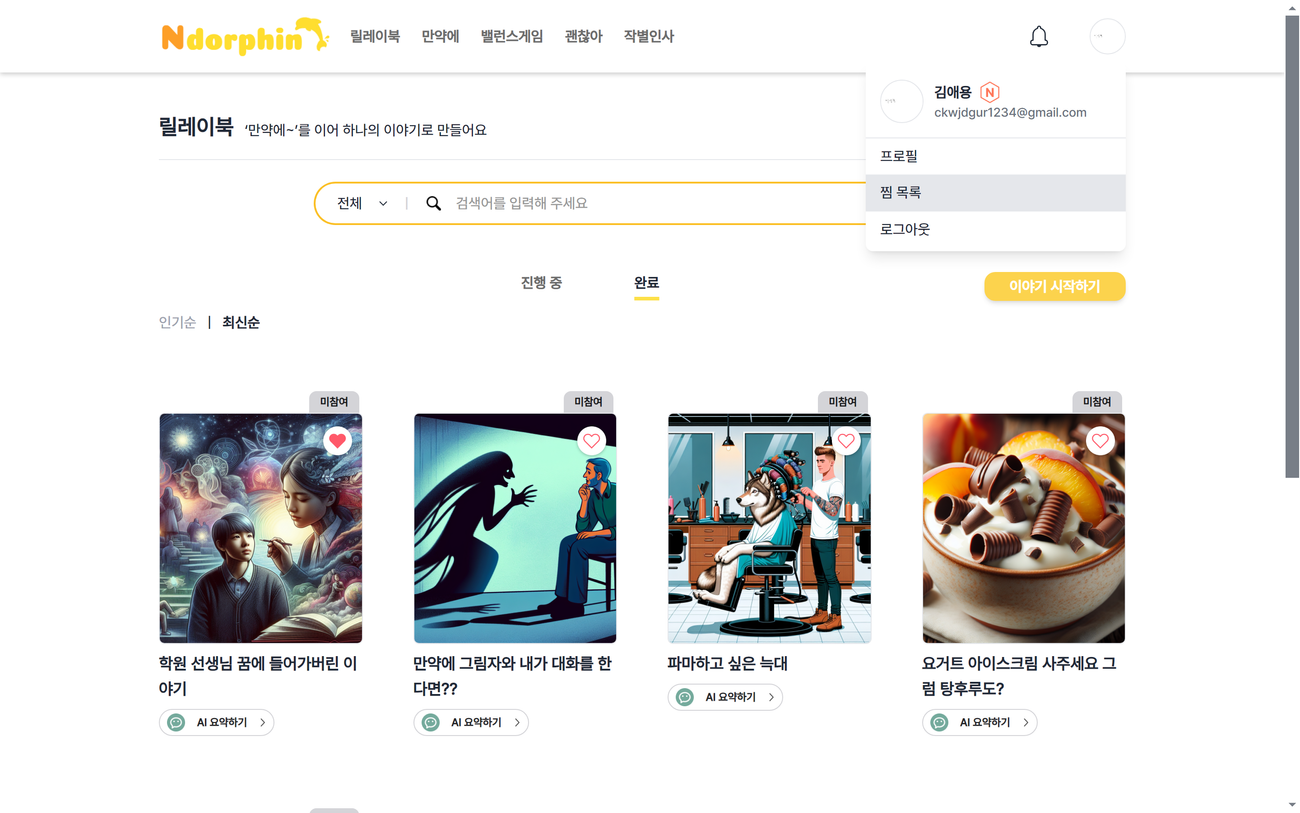 Ndorphin
릴레이북 만약에 밸런스게임 괜찮아 작별인사
김애용 N
ckwjdgur1234@gmail.com
프로필
찜 목록
로그아웃
릴레이북 ‘만약에~’를 이어 하나의 이야기로 만들어요
전체 | 검색어를 입력해 주세요
진행 중 완료
이야기 시작하기
인기순 | 최신순
미참여 미참여 미참여 미참여
학원 선생님 꿈에 들어가버린 이
야기
AI 요약하기
만약에 그림자와 내가 대화를 한
다면??
AI 요약하기
파마하고 싶은 늑대
AI 요약하기
요거트 아이스크림 사주세요 그
럼 탕후루도?
AI 요약하기